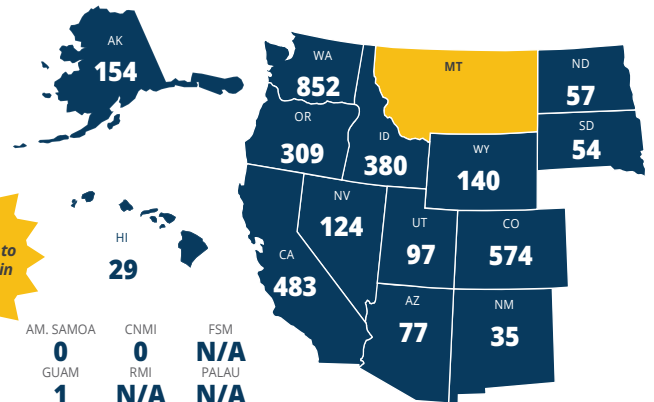 AK
154
WA
852
MT
ND
57
OR
309
ID
380
SD
54
WY
140
NV
124
UT
97
CO
574
to
in
HI
29
CA
483
AZ
77
NM
35
AM. SAMOA CNMI FSM
0 0 N/A
GUAM RMI PALAU
1 N/A N/A